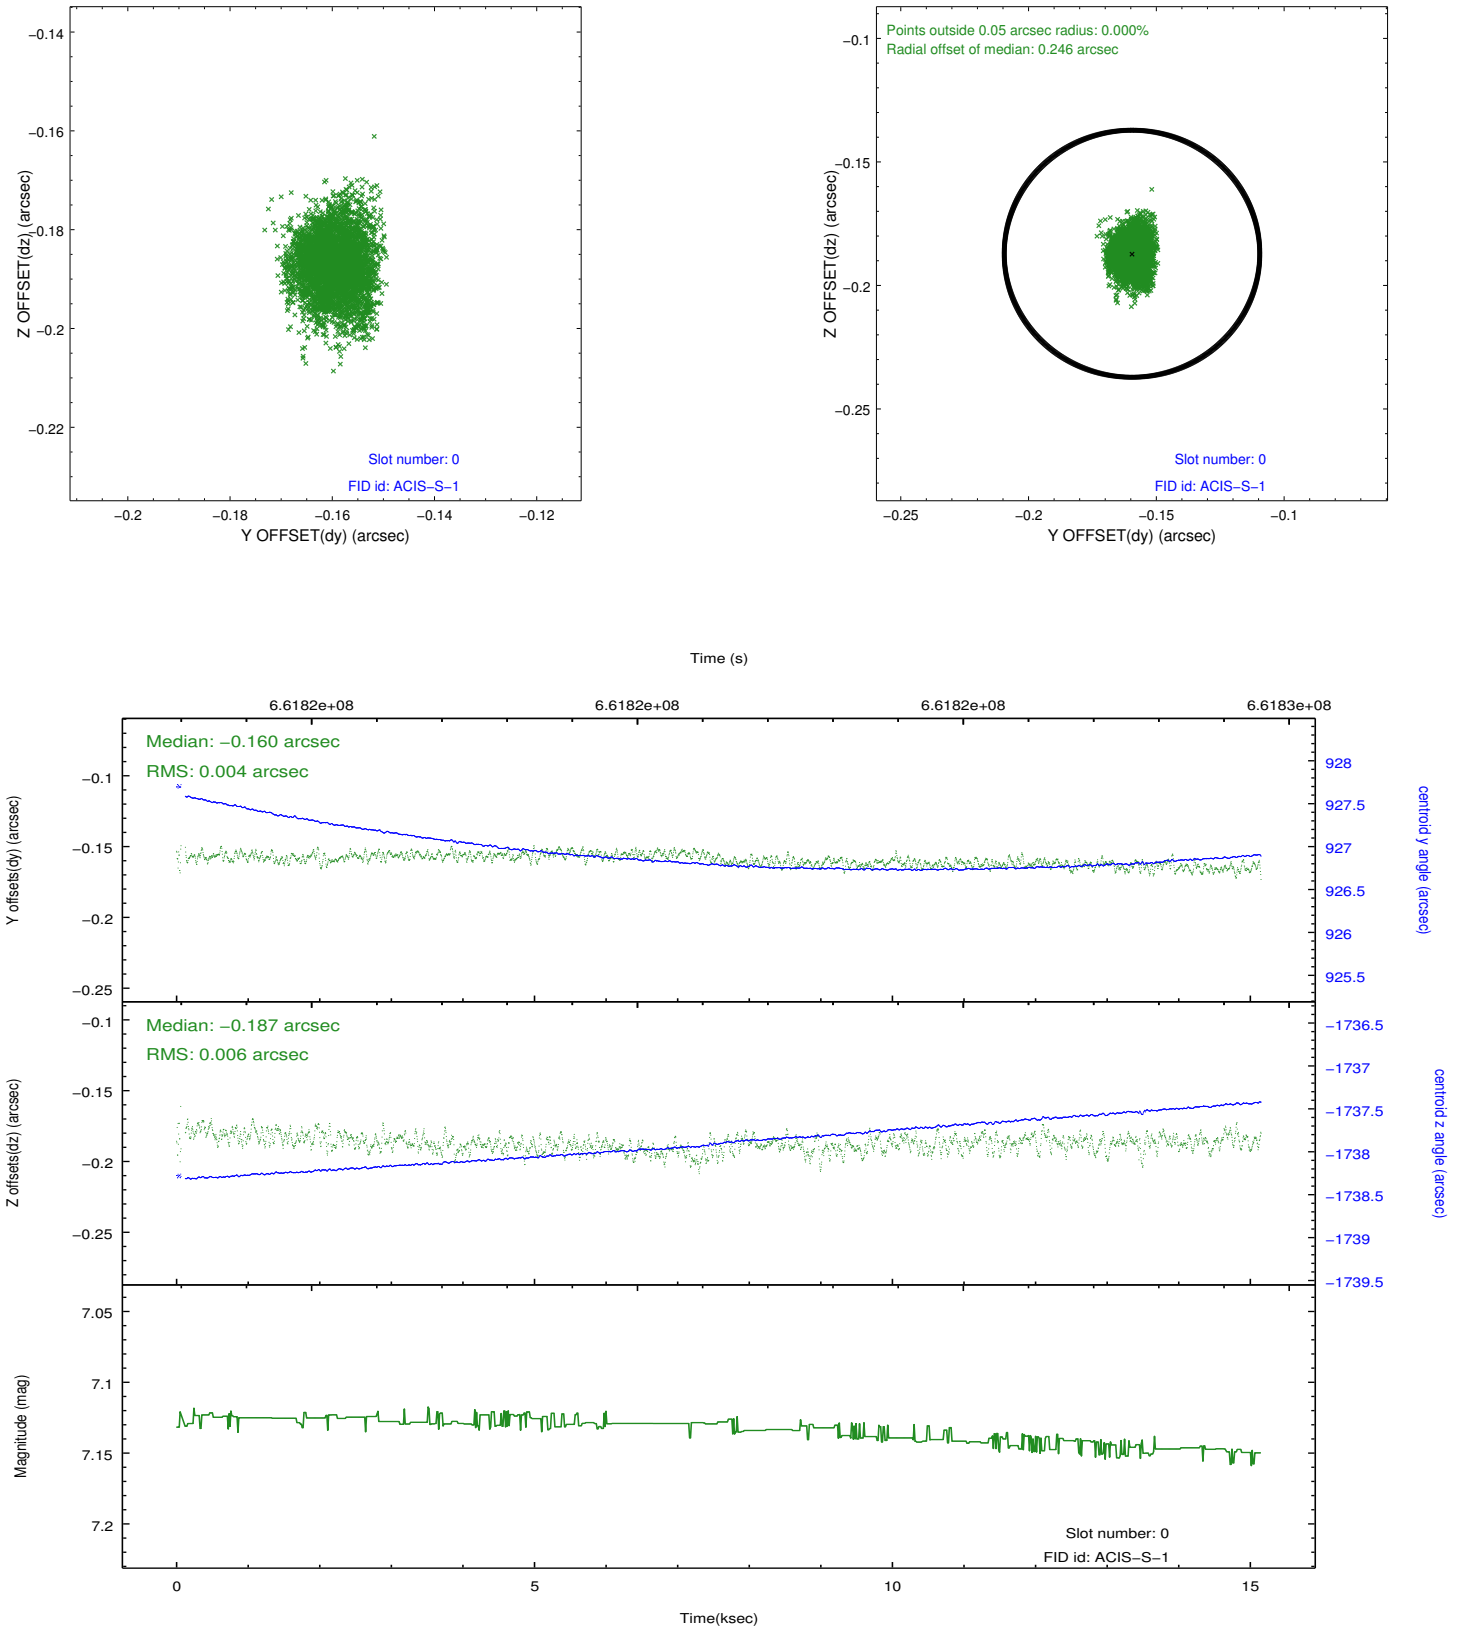 −0.14
−0.16
−0.18
−0.2
−0.22
Z OFFSET(dz) (arcsec)
Slot number: 0
FID id: ACIS−S−1
−0.2
−0.18
−0.16
−0.14
−0.12
Y OFFSET(dy) (arcsec)
Points outside 0.05 arcsec radius: 0.000%
Radial offset of median: 0.246 arcsec
−0.1
−0.15
−0.2
−0.25
Z OFFSET(dz) (arcsec)
Slot number: 0
FID id: ACIS−S−1
−0.25
−0.2
−0.15
−0.1
Y OFFSET(dy) (arcsec)
Time (s)
6.6182e+08
6.6182e+08
6.6182e+08
6.6183e+08
Median: −0.160 arcsec
RMS: 0.004 arcsec
−0.1
−0.15
−0.2
−0.25
Y offsets(dy) (arcsec)
928
927.5
927
926.5
926
925.5
centroid y angle (arcsec)
Median: −0.187 arcsec
RMS: 0.006 arcsec
−0.1
−0.15
−0.2
−0.25
Z offsets(dz) (arcsec)
−1736.5
−1737
−1737.5
−1738
−1738.5
−1739
−1739.5
centroid z angle (arcsec)
7.05
7.1
7.15
7.2
Magnitude (mag)
Slot number: 0
FID id: ACIS−S−1
0
5
10
15
Time(ksec)